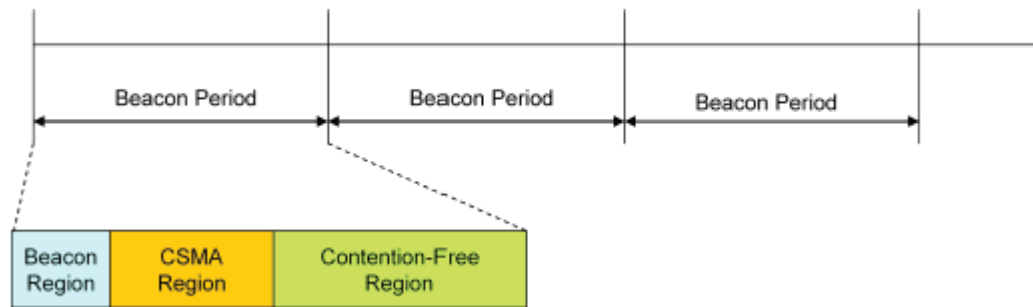 Beacon Period
Beacon Period
Beacon Period
Beacon
Region
CSMA
Region
Contention-Free
Region